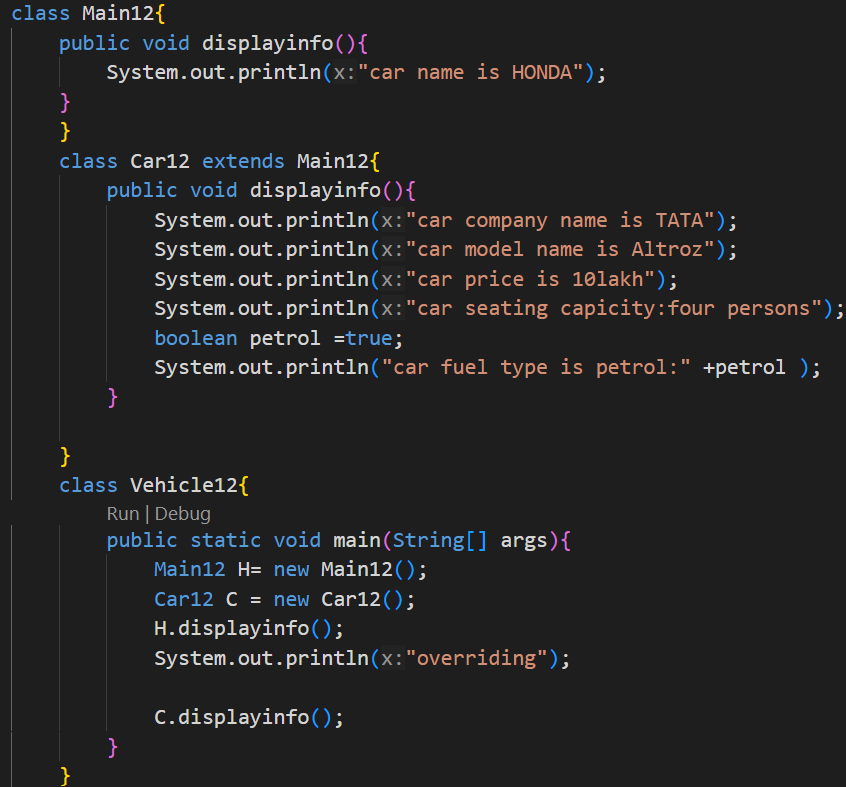 class Main12{
public void displayinfo(){
System.out.println(x:"car name is HONDA");
}
}
class Car12 extends Main12{
public void displayinfo(){
System.out.println(x:"car company name is TATA");
System.out.println(x:"car model name is Altroz");
System.out.println(x:"car price is 10lakh");
System.out.println(x:"car seating capicity:four persons");
boolean petrol =true;
System.out.println("car fuel type is petrol:" +petrol );
}
}
class Vehicle12{
Run | Debug
public static void main(String[] args){
Main12 H= new Main12();
Car12 C = new Car12();
H.displayinfo();
System.out.println(x:"overriding");
C.displayinfo();
}
}